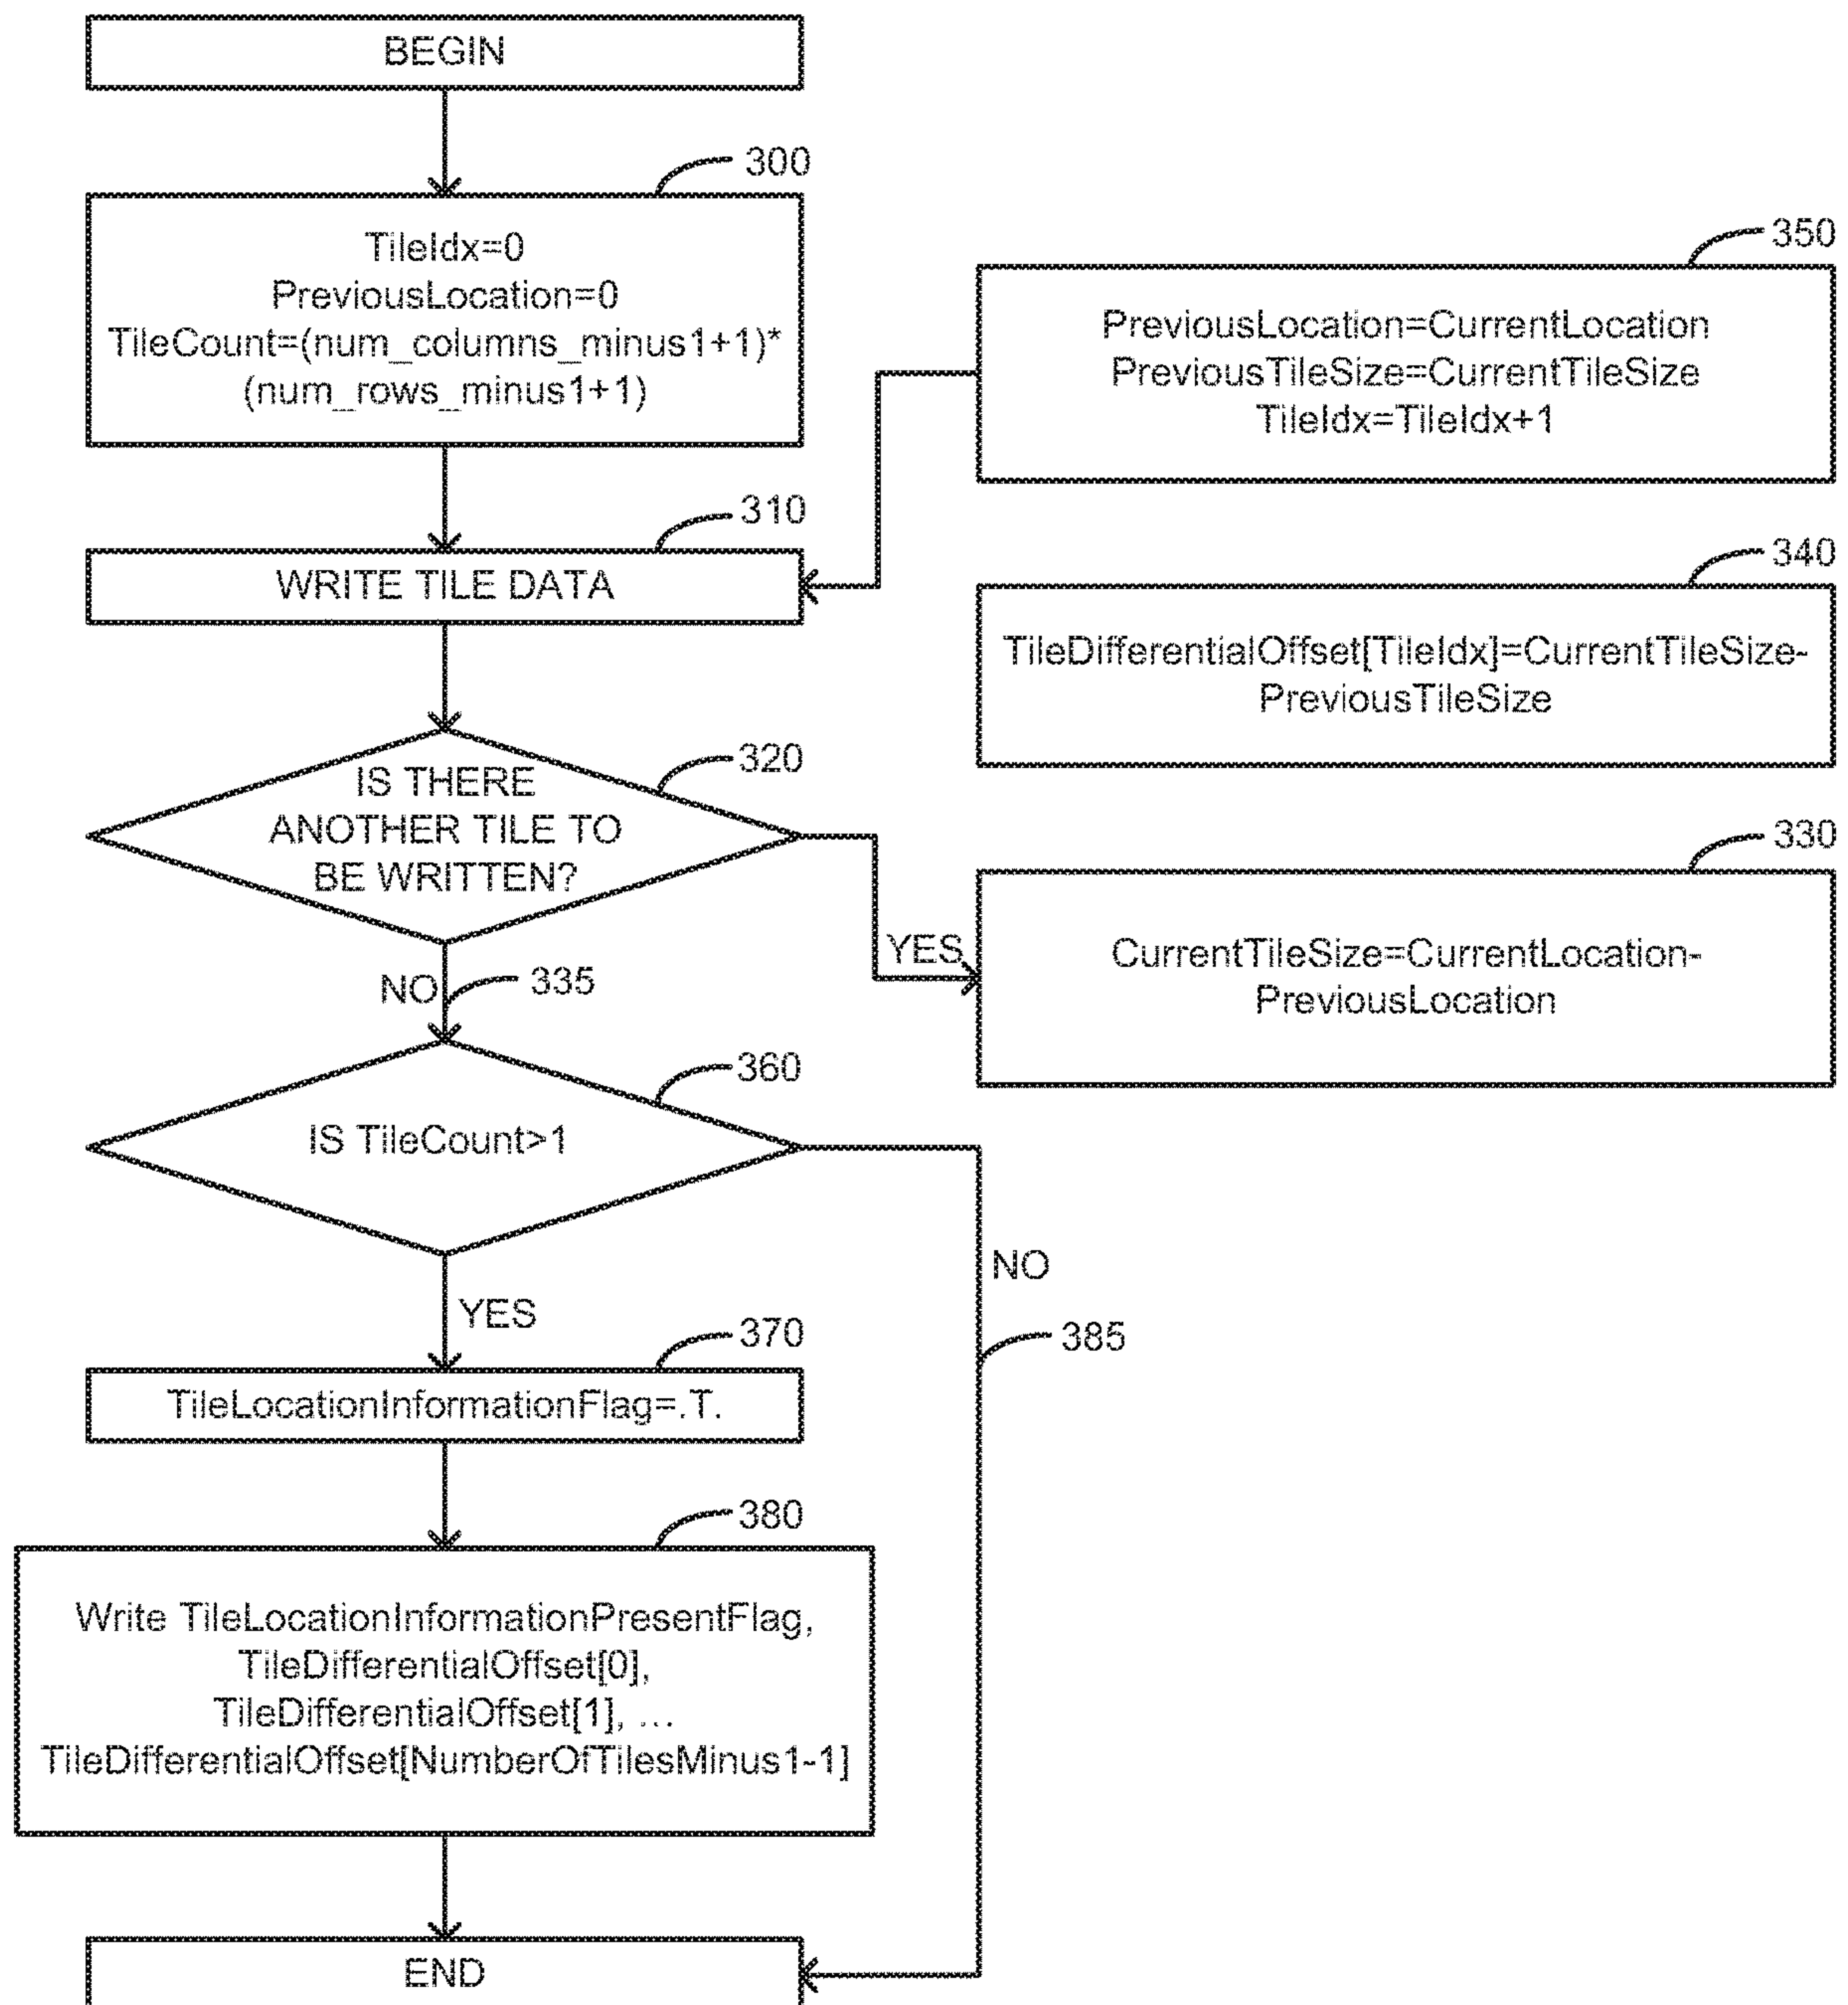 BEGIN
300
TileIdx=0
PreviousLocation=0
TileCount=(num_columns_minus1+1)*
(num_rows_minus1+1)
350
PreviousLocation=CurrentLocation
PreviousTileSize=CurrentTileSize
TileIdx=TileIdx+1
310
WRITE TILE DATA
340
TileDifferentialOffset[TileIdx]=CurrentTileSize-
PreviousTileSize
320
IS THERE
ANOTHER TILE TO
BE WRITTEN?
YES
330
CurrentTileSize=CurrentLocation-
PreviousLocation
NO
335
360
IS TileCount>1
NO
YES
385
370
TileLocationInformationFlag=.T.
380
Write TileLocationInformationPresentFlag,
TileDifferentialOffset[0],
TileDifferentialOffset[1], ...
TileDifferentialOffset[NumberOfTilesMinus1-1]
END